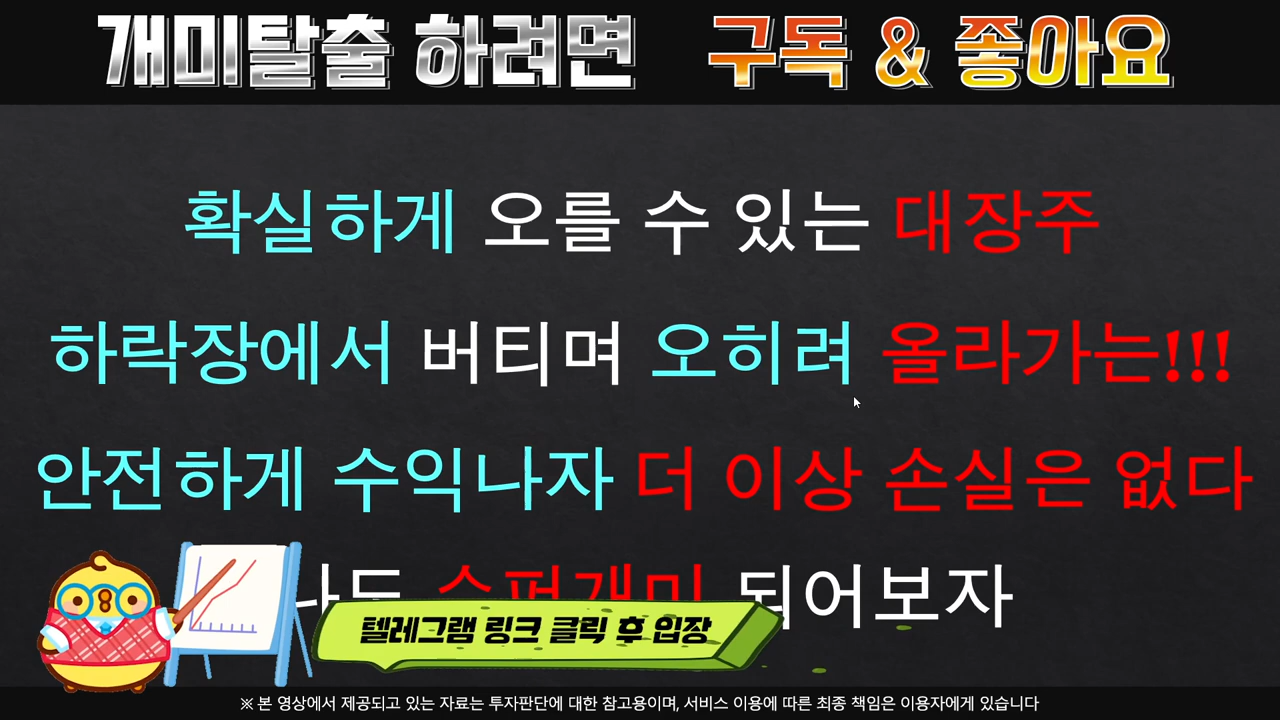 개미탈출 하려면 구독 & 좋아요
확실하게 오를 수 있는 대장주
하락장에서 버티며 오히려 올라가는!!!
안전하게 수익나자 더 이상 손실은 없다
나도 슈퍼개미 되어보자
텔레그램 링크 클릭 후 입장
※ 본 영상에서 제공되고 있는 자료는 투자판단에 대한 참고용이며, 서비스 이용에 따른 최종 책임은 이용자에게 있습니다